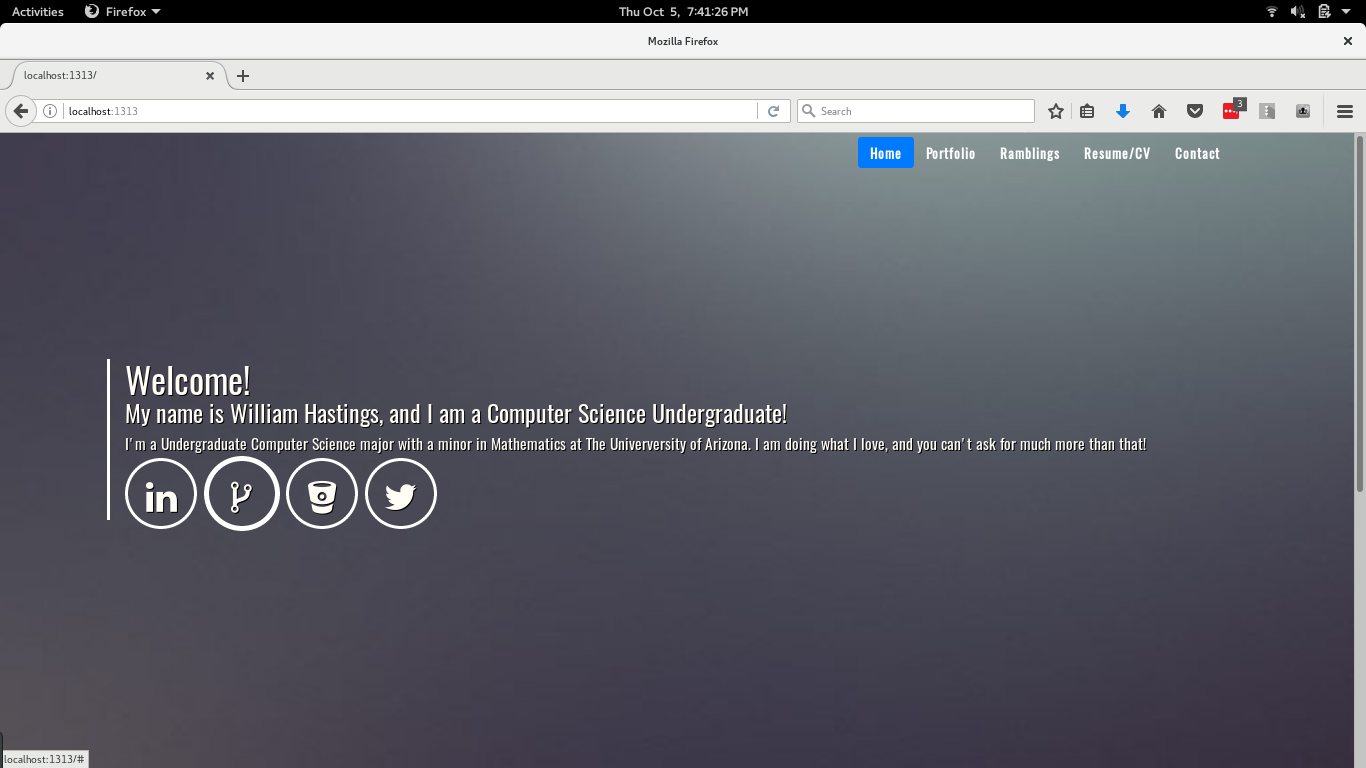 Activities Firefox Thu Oct 5, 7:41:26 PM
Mozilla Firefox
localhost:1313/
localhost:1313 Search 3
Home Portfolio Ramblings Resume/CV Contact
Welcome!
My name is William Hastings, and I am a Computer Science Undergraduate!
I'm a Undergraduate Computer Science major with a minor in Mathematics at The Univerversity of Arizona. I am doing what I love, and you can't ask for much more than that!
in
localhost:1313/#